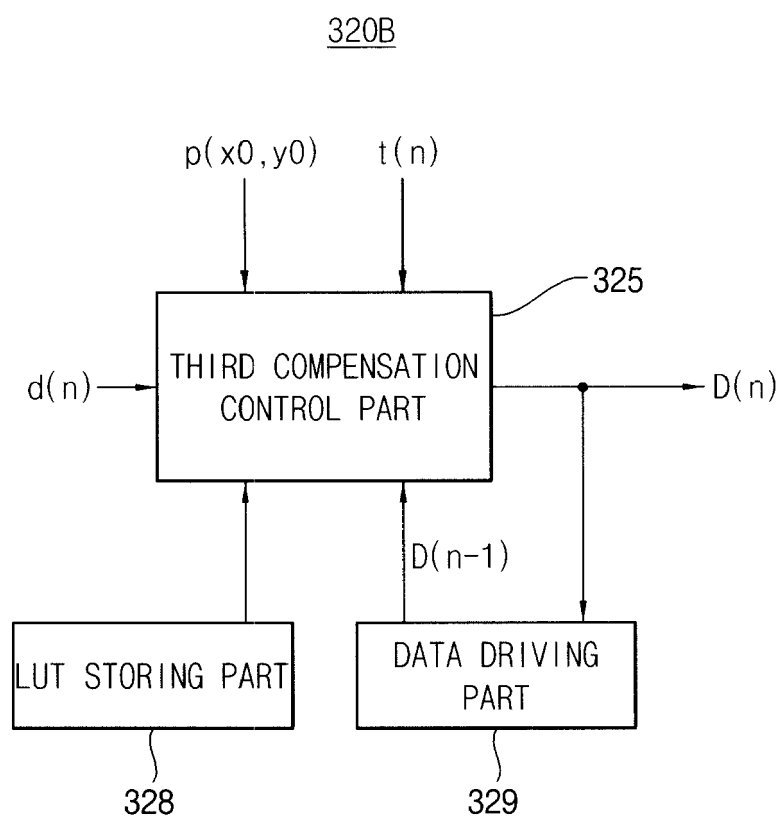 320B
p(x0,y0)
t(n)
325
d(n)
THIRD COMPENSATION
CONTROL PART
D(n)
D(n-1)
LUT STORING PART
DATA DRIVING
PART
328
329